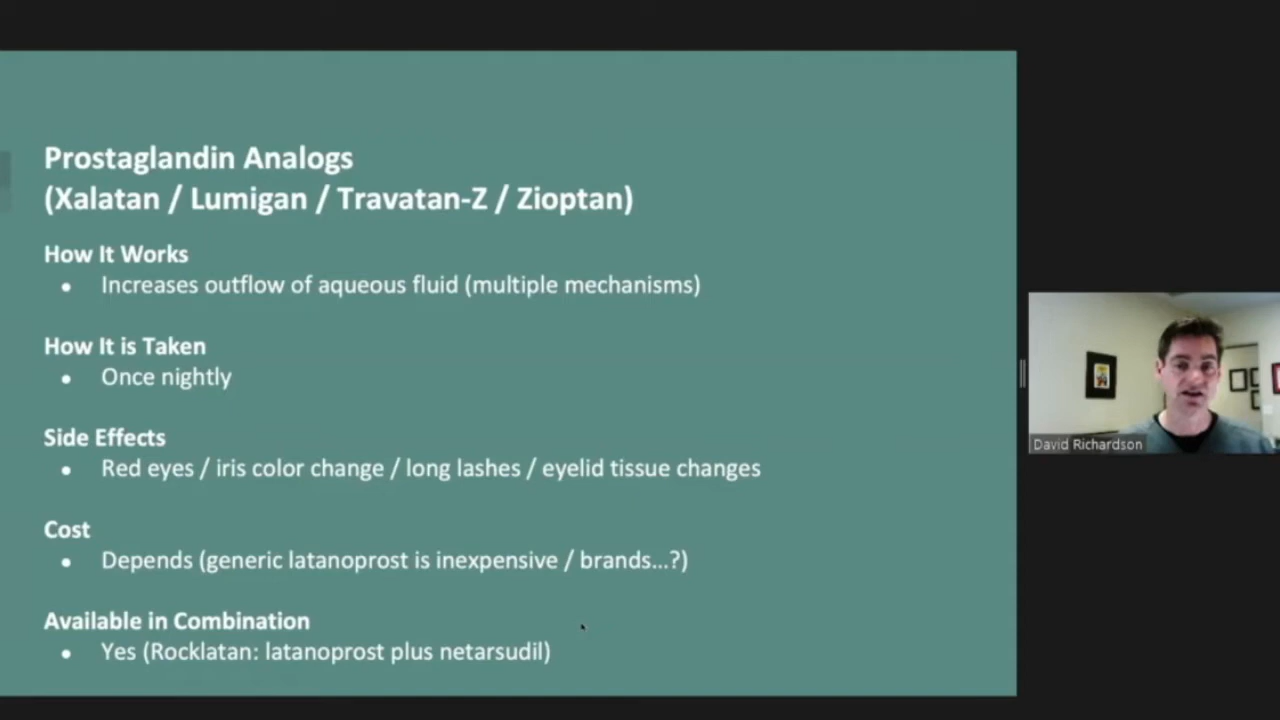 Prostaglandin Analogs
(Xalatan / Lumigan / Travatan-Z / Zioptan)
How It Works
• Increases outflow of aqueous fluid (multiple mechanisms)
How It is Taken
• Once nightly
Side Effects
• Red eyes / iris color change / long lashes / eyelid tissue changes
Cost
• Depends (generic latanoprost is inexpensive / brands...?)
Available in Combination
• Yes (Rocklatan: latanoprost plus netarsudil)
David Richardson